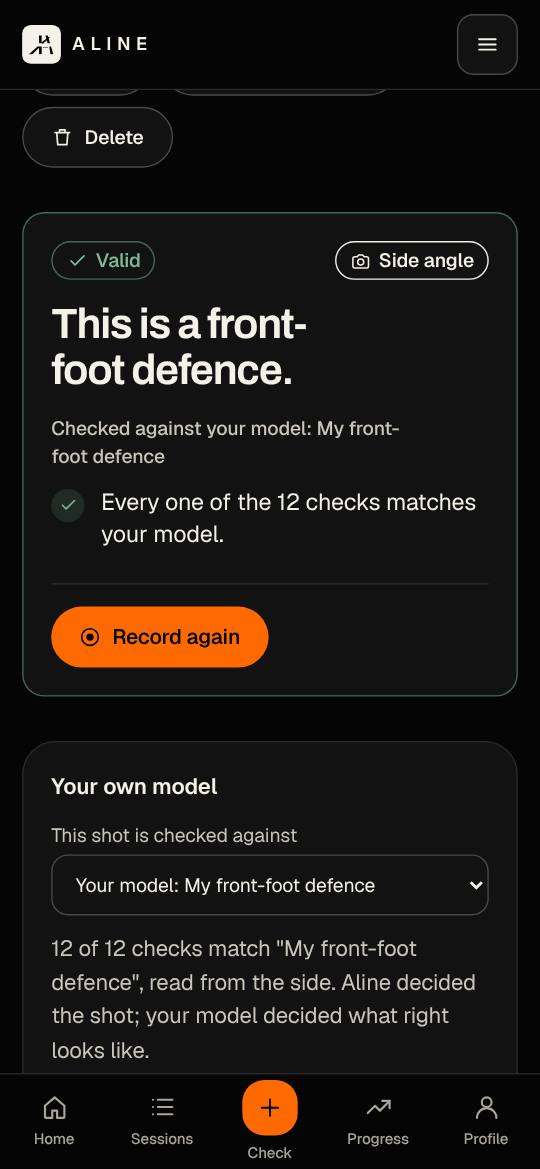 ALINE
Delete
Valid
Side angle
This is a front-
foot defence.
Checked against your model: My front-
foot defence
Every one of the 12 checks matches
your model.
Record again
Your own model
This shot is checked against
Your model: My front-foot defence
12 of 12 checks match "My front-foot
defence", read from the side. Aline decided
the shot; your model decided what right
looks like.
Home
Sessions
Check
Progress
Profile